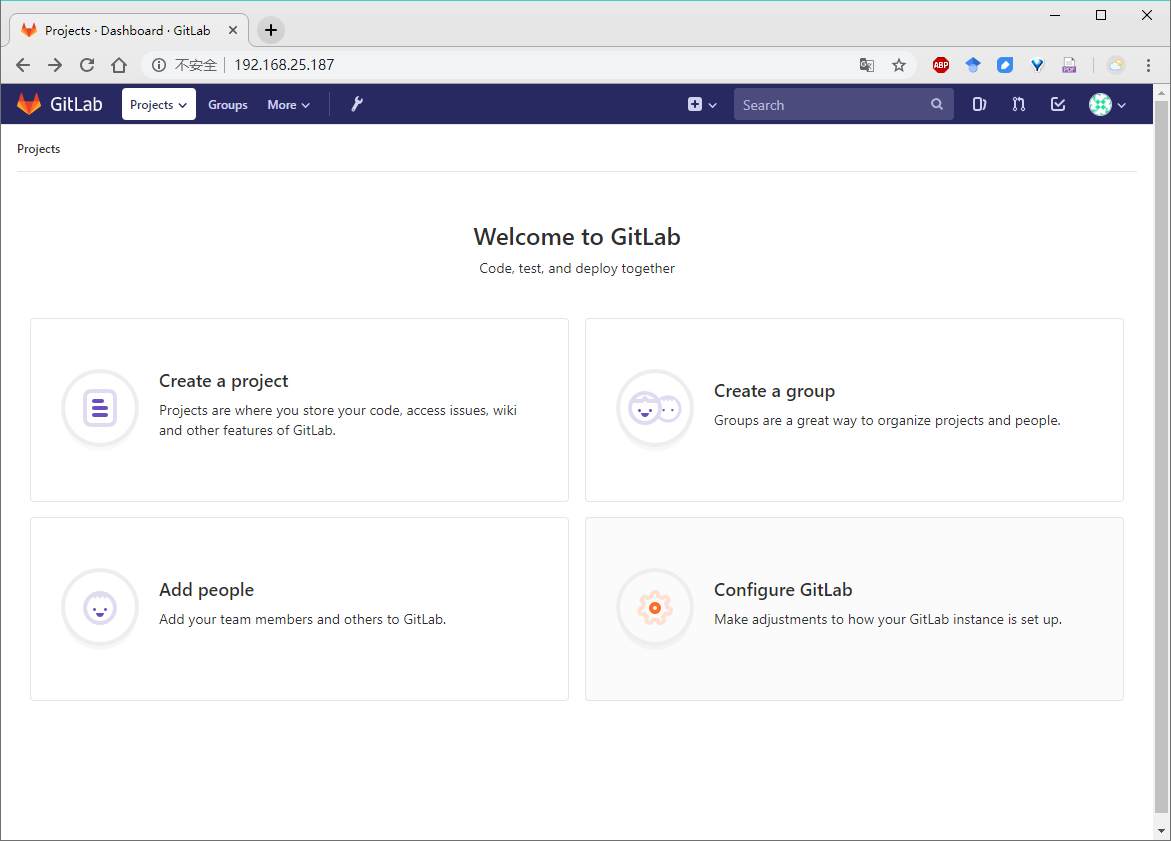 Projects · Dashboard · GitLab
不安全 192.168.25.187
ABP
PDF
GitLab Projects Groups More Search
Projects
Welcome to GitLab
Code, test, and deploy together
Create a project
Projects are where you store your code, access issues, wiki
and other features of GitLab.
Create a group
Groups are a great way to organize projects and people.
Add people
Add your team members and others to GitLab.
Configure GitLab
Make adjustments to how your GitLab instance is set up.